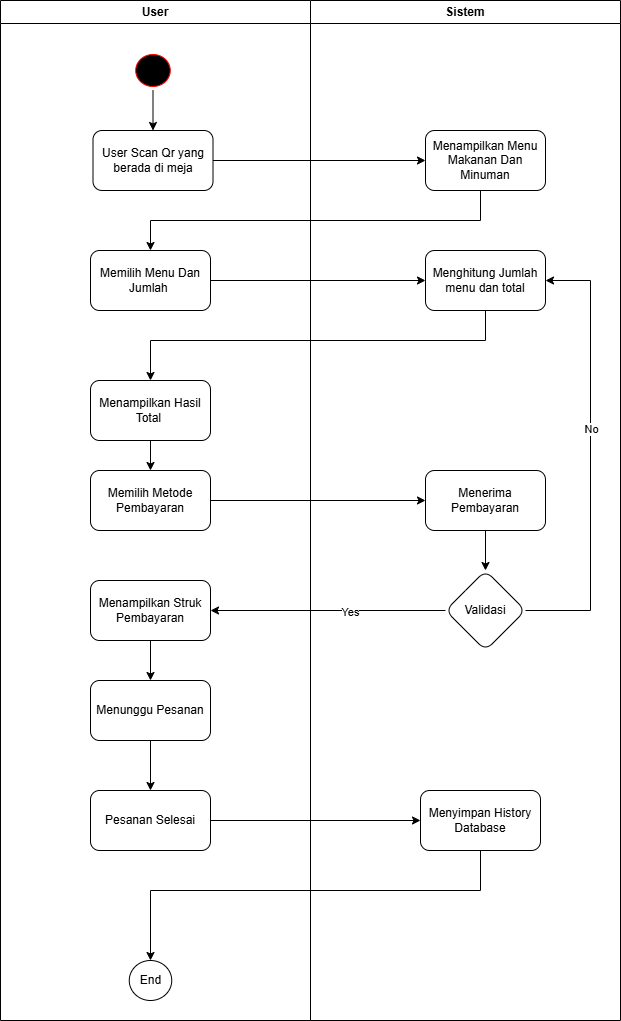 User
Sistem
User Scan Qr yang
berada di meja
Menampilkan Menu
Makanan Dan
Minuman
Memilih Menu Dan
Jumlah
Menghitung Jumlah
menu dan total
Menampilkan Hasil
Total
No
Memilih Metode
Pembayaran
Menerima
Pembayaran
Menampilkan Struk
Pembayaran
Yes
Validasi
Menunggu Pesanan
Pesanan Selesai
Menyimpan History
Database
End